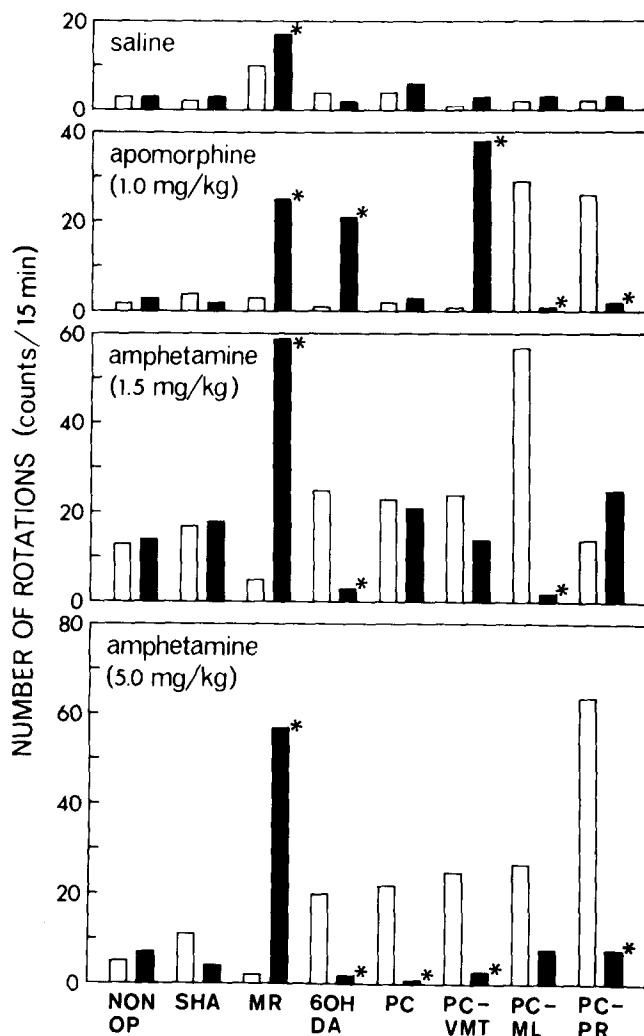 NUMBER OF ROTATIONS (counts/15 min)
20
saline
*
0
40
apomorphine
(1.0 mg/kg)
20
* * * * *
0
60
amphetamine
(1.5 mg/kg)
40
20
* * *
0
80
amphetamine
(5.0 mg/kg)
60
40
20
* * * * *
0
NON SHA MR 6OH PC PC- PC- PC-
OP DA VMT ML PR